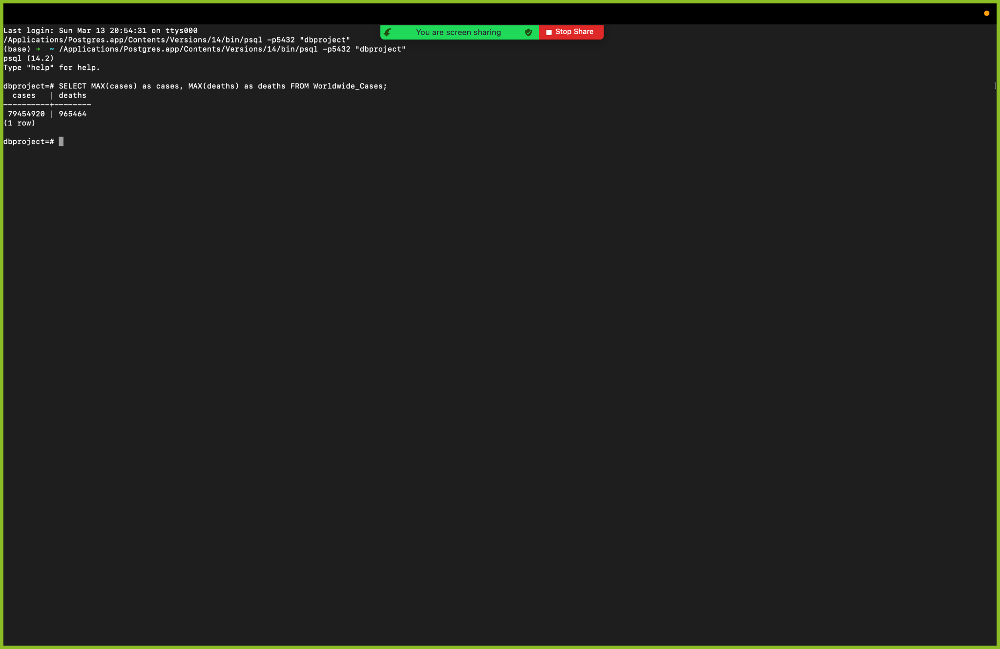 Last login: Sun Mar 13 20:54:31 on ttys000
You are screen sharing
Stop Share
/Applications/Postgres.app/Contents/Versions/14/bin/psql -p5432 "dbproject"
(base) ➜ ~ /Applications/Postgres.app/Contents/Versions/14/bin/psql -p5432 "dbproject"
psql (14.2)
Type "help" for help.
dbproject=# SELECT MAX(cases) as cases, MAX(deaths) as deaths FROM Worldwide_Cases; ]
  cases   | deaths
----------+--------
 79454920 | 965464
(1 row)
dbproject=#